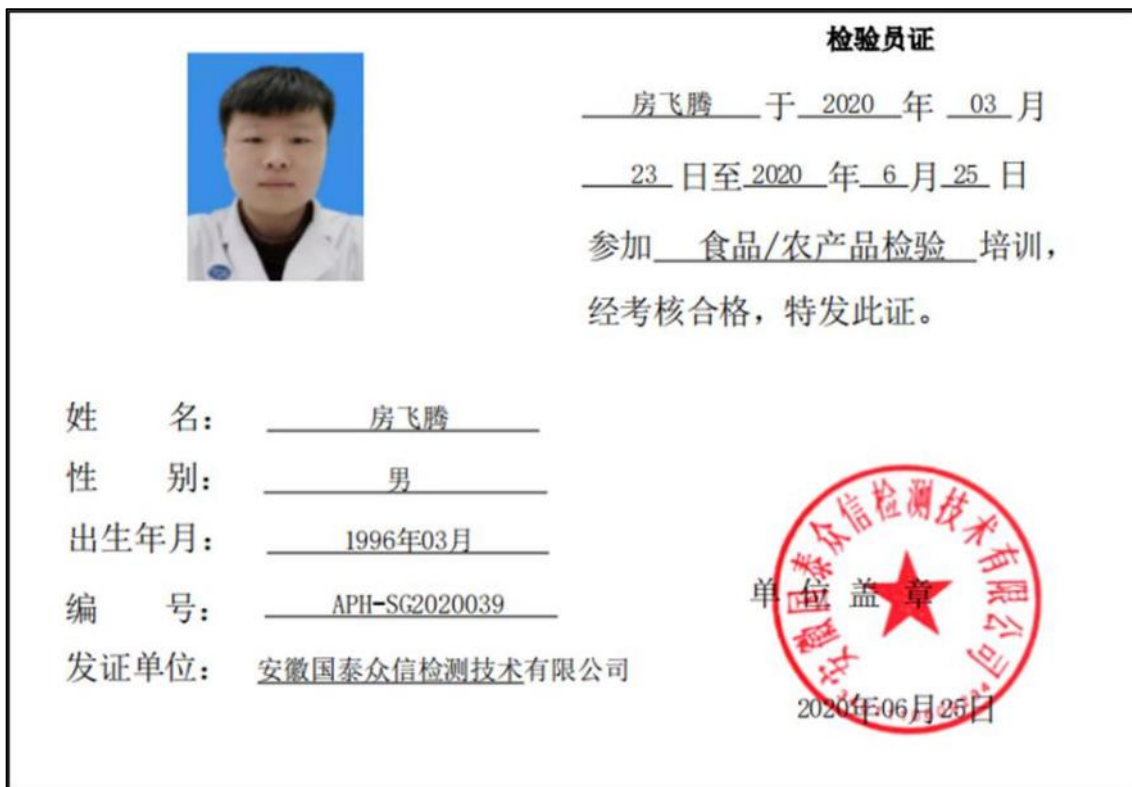 检验员证
房飞腾 于 2020 年 03 月
23 日至 2020 年 6 月 25 日
参加 食品/农产品检验 培训，
经考核合格，特发此证。
姓 名： 房飞腾
性 别： 男
出生年月： 1996年03月
编 号： APH-SG2020039
发证单位： 安徽国泰众信检测技术有限公司
安徽国泰众信检测技术有限公司
单 位 盖 章
2020年06月25日